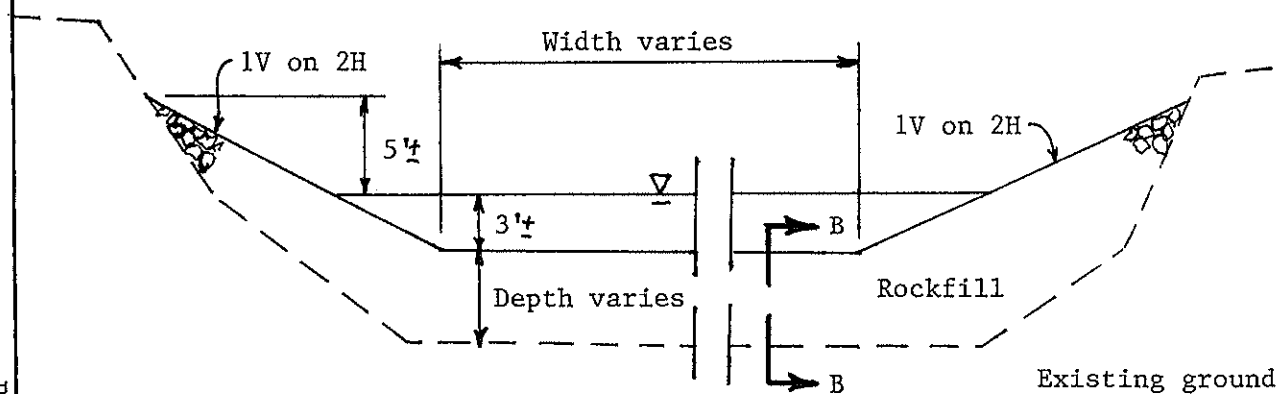 Width varies
1V on 2H
1V on 2H
5'±
3'±
B
Depth varies
Rockfill
B
Existing ground